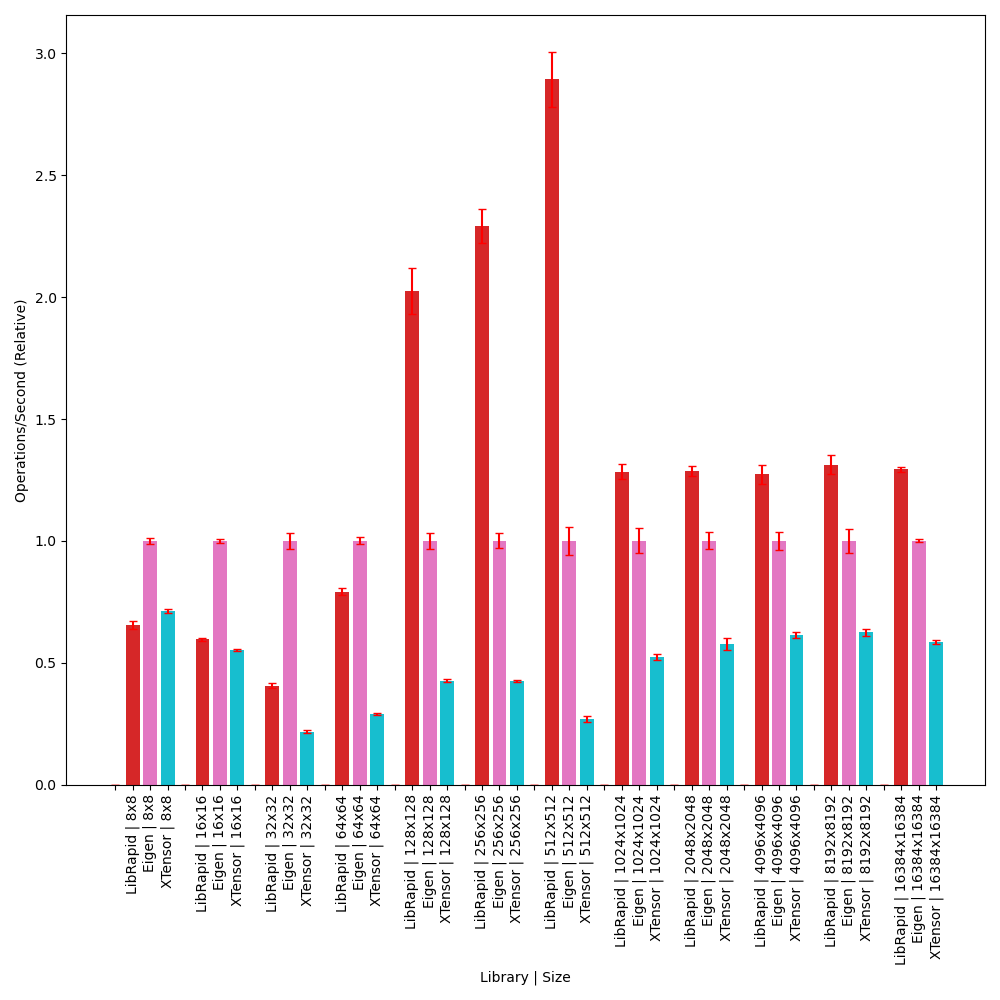 3.0
2.5
2.0
1.5
1.0
0.5
0.0
Operations/Second (Relative)
LibRapid | 8x8
Eigen | 8x8
XTensor | 8x8
LibRapid | 16x16
Eigen | 16x16
XTensor | 16x16
LibRapid | 32x32
Eigen | 32x32
XTensor | 32x32
LibRapid | 64x64
Eigen | 64x64
XTensor | 64x64
LibRapid | 128x128
Eigen | 128x128
XTensor | 128x128
LibRapid | 256x256
Eigen | 256x256
XTensor | 256x256
LibRapid | 512x512
Eigen | 512x512
XTensor | 512x512
LibRapid | 1024x1024
Eigen | 1024x1024
XTensor | 1024x1024
LibRapid | 2048x2048
Eigen | 2048x2048
XTensor | 2048x2048
LibRapid | 4096x4096
Eigen | 4096x4096
XTensor | 4096x4096
LibRapid | 8192x8192
Eigen | 8192x8192
XTensor | 8192x8192
LibRapid | 16384x16384
Eigen | 16384x16384
XTensor | 16384x16384
Library | Size